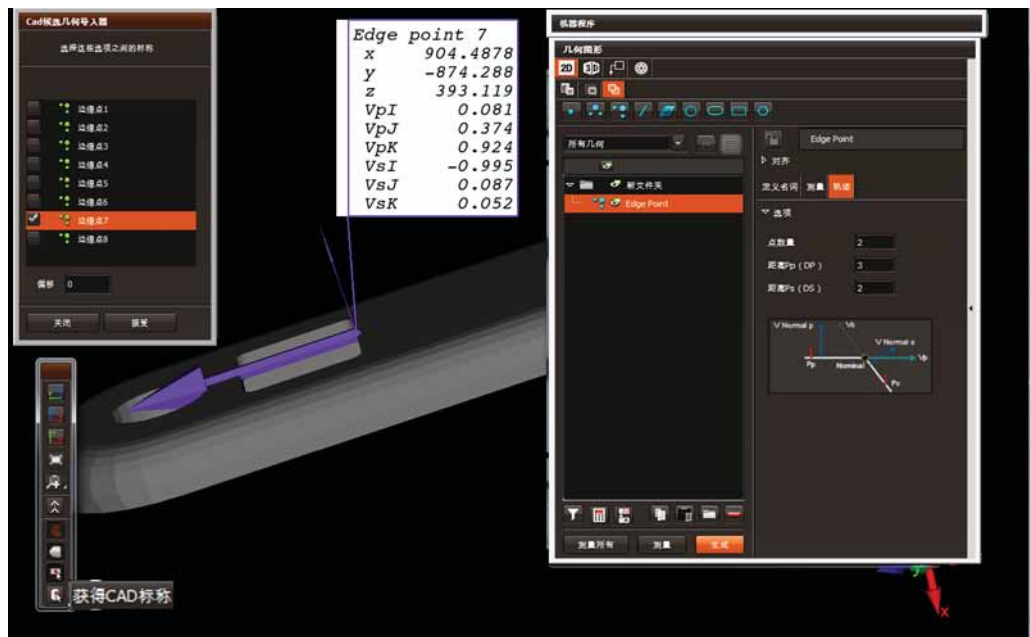 Cad候选几何导入器
选择这些选项之间的标称
边缘点1
边缘点2
边缘点3
边缘点4
边缘点5
边缘点6
边缘点7
边缘点8
偏移 0
关闭 接受
Edge point 7
x 904.4878
y -874.288
z 393.119
VpI 0.081
VpJ 0.374
VpK 0.924
VsI -0.995
VsJ 0.087
VsK 0.052
获得CAD标称
机器程序
几何图形
2D 3D
所有几何
新文件夹
Edge Point
测量所有 测量 生成
Edge Point
对齐
定义名词 测量 轨迹
选项
点数量 2
距离Pp (DP) 3
距离Ps (DS) 2
V Normal p Vs
V Normal s
Vp
Pp Nominal
Ps
x